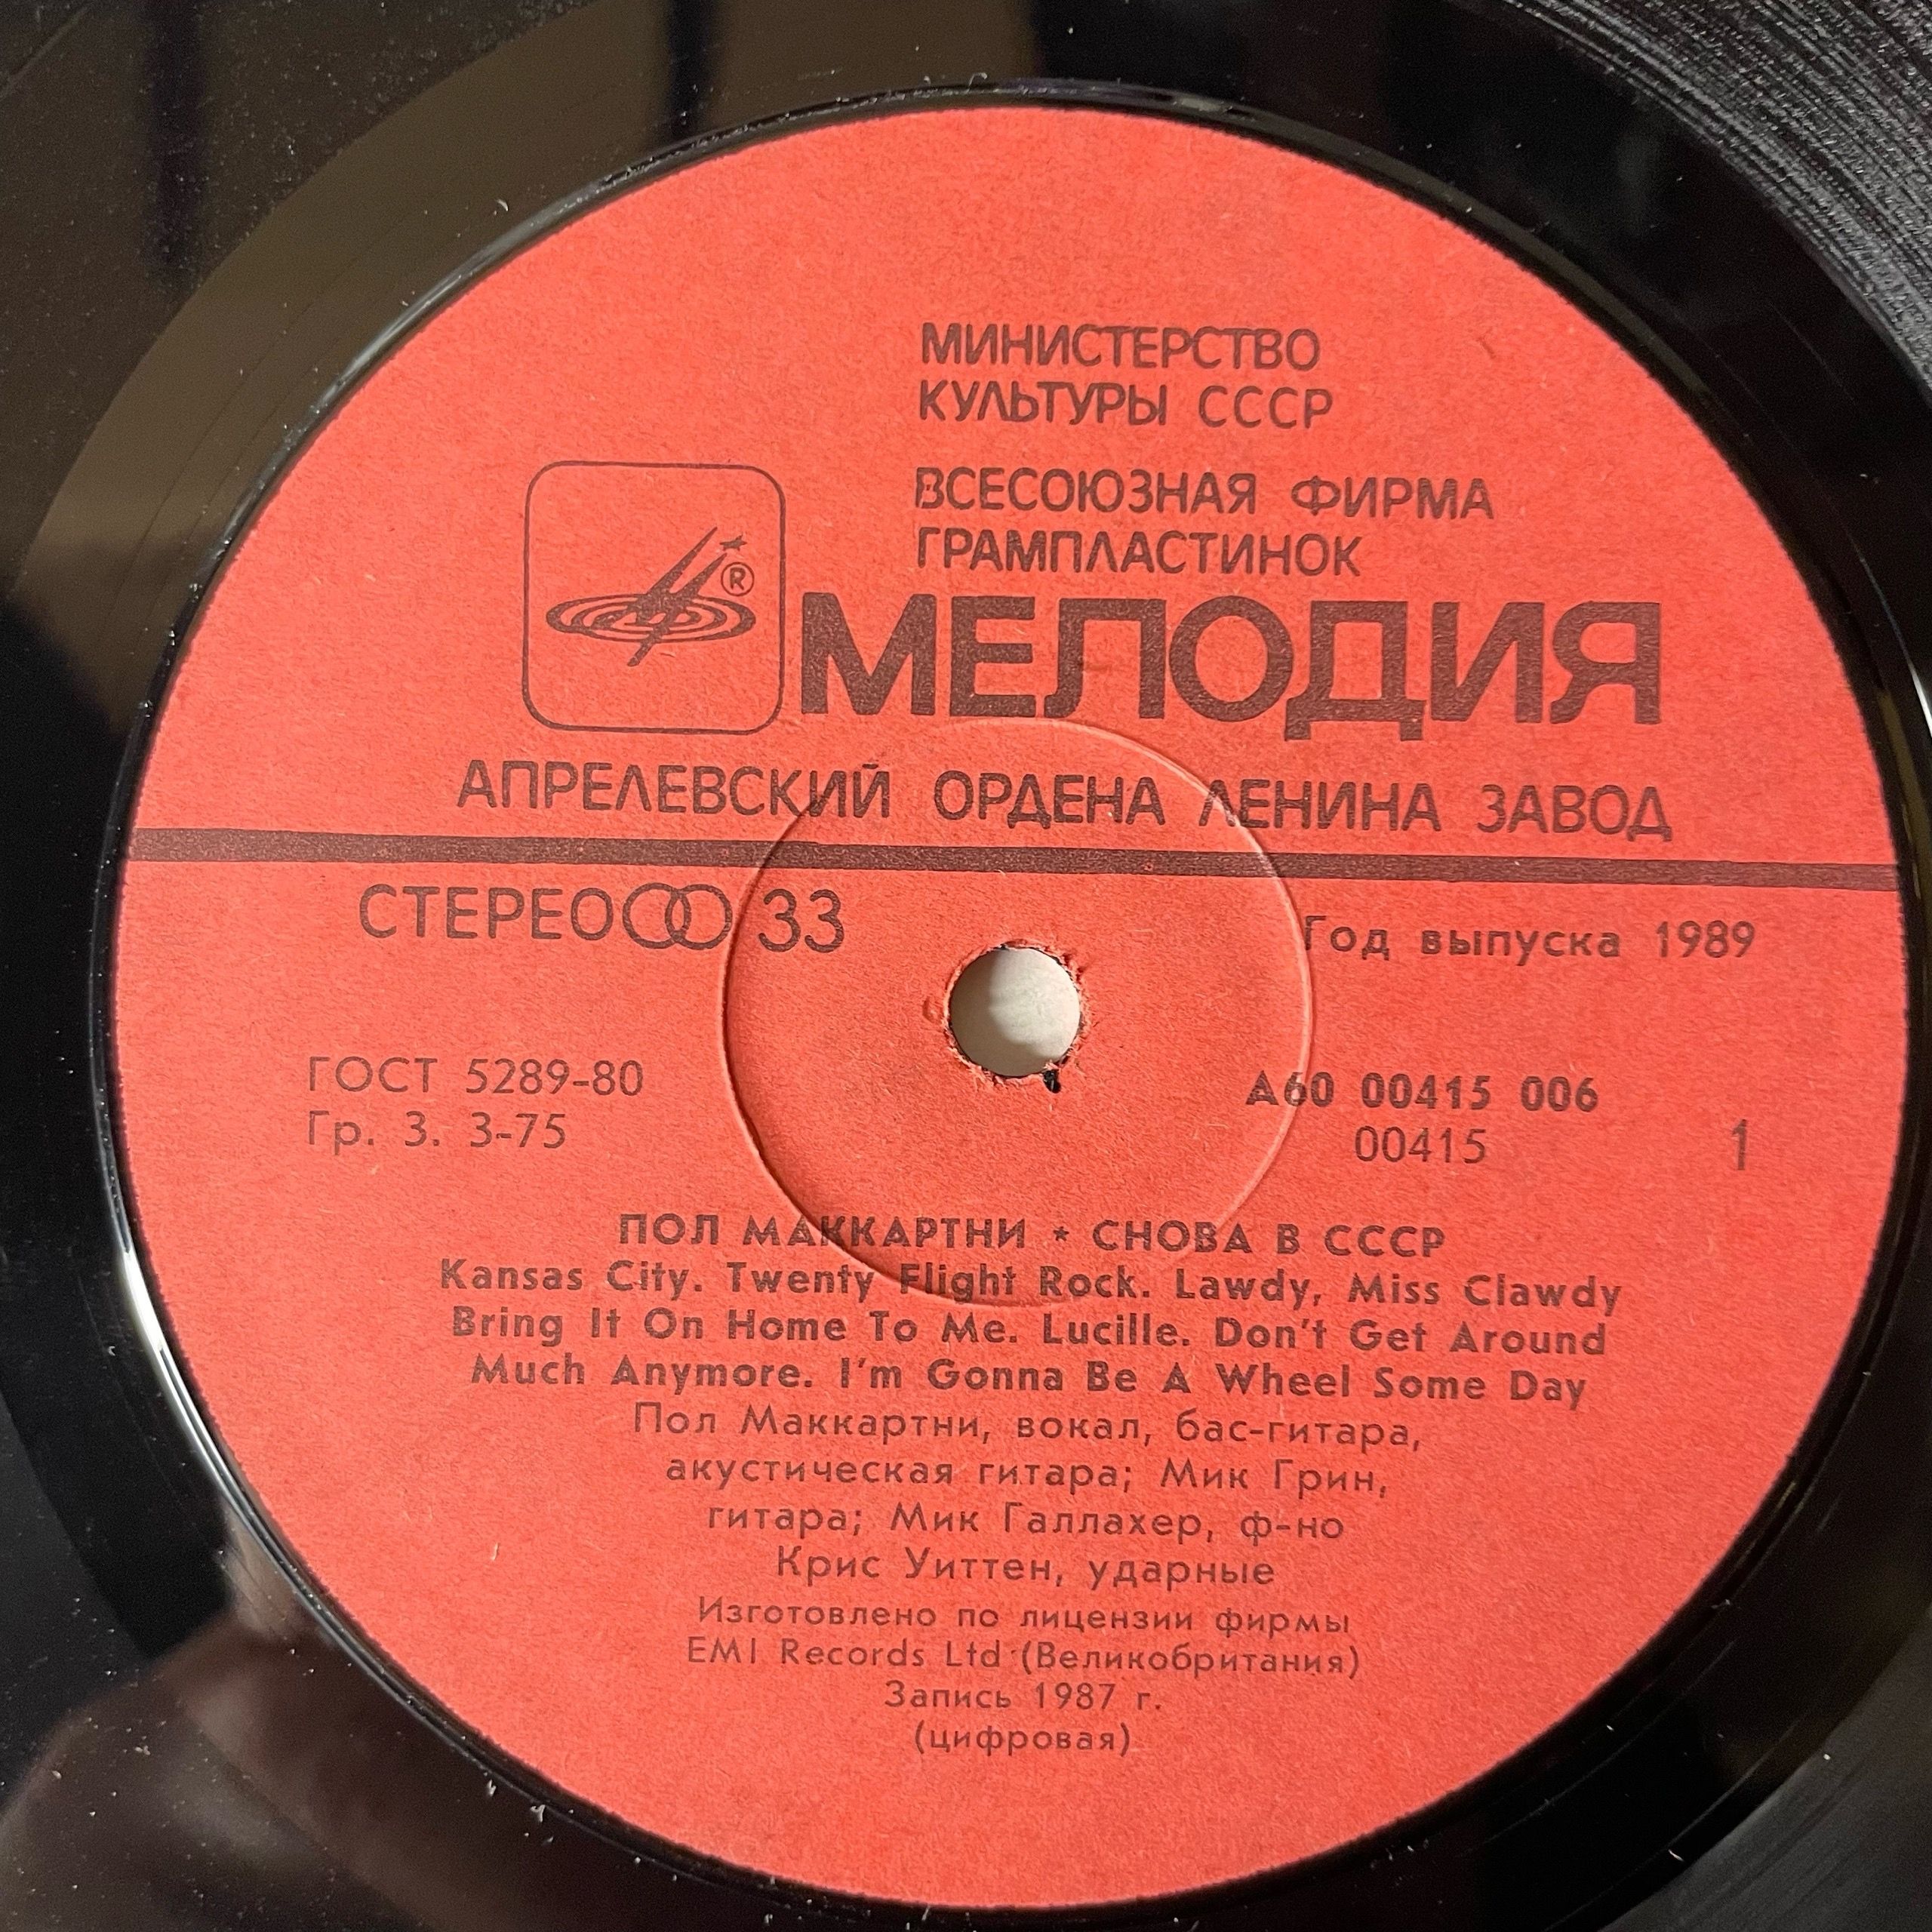 МИНИСТЕРСТВО
КУЛЬТУРЫ СССР
ВСЕСОЮЗНАЯ ФИРМА
ГРАМПЛАСТИНОК
®
МЕЛОДИЯ
АПРЕЛЕВСКИЙ ОРДЕНА ЛЕНИНА ЗАВОД
СТЕРЕО 33
Год выпуска 1989
ГОСТ 5289-80
Гр. 3. 3-75
А60 00415 006
00415
1
ПОЛ МАККАРТНИ * СНОВА В СССР
Kansas City. Twenty Flight Rock. Lawdy, Miss Clawdy
Bring It On Home To Me. Lucille. Don't Get Around
Much Anymore. I'm Gonna Be A Wheel Some Day
Пол Маккартни, вокал, бас-гитара,
акустическая гитара; Мик Грин,
гитара; Мик Галлахер, ф-но
Крис Уиттен, ударные
Изготовлено по лицензии фирмы
EMI Records Ltd (Великобритания)
Запись 1987 г.
(цифровая)